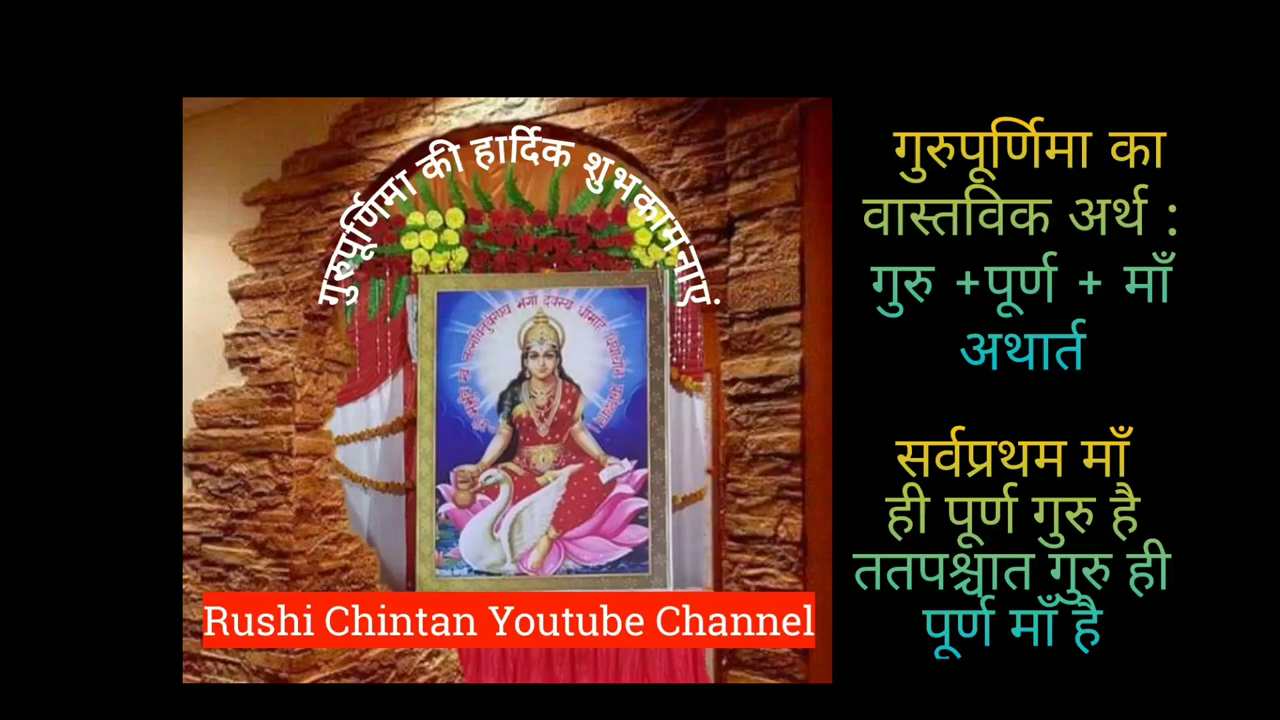 गुरुपूर्णिमा की हार्दिक शुभकामनाएं
Rushi Chintan Youtube Channel
गुरुपूर्णिमा का
वास्तविक अर्थ :
गुरु +पूर्ण + माँ
अथार्त
सर्वप्रथम माँ
ही पूर्ण गुरु है
ततपश्चात गुरु ही
पूर्ण माँ है